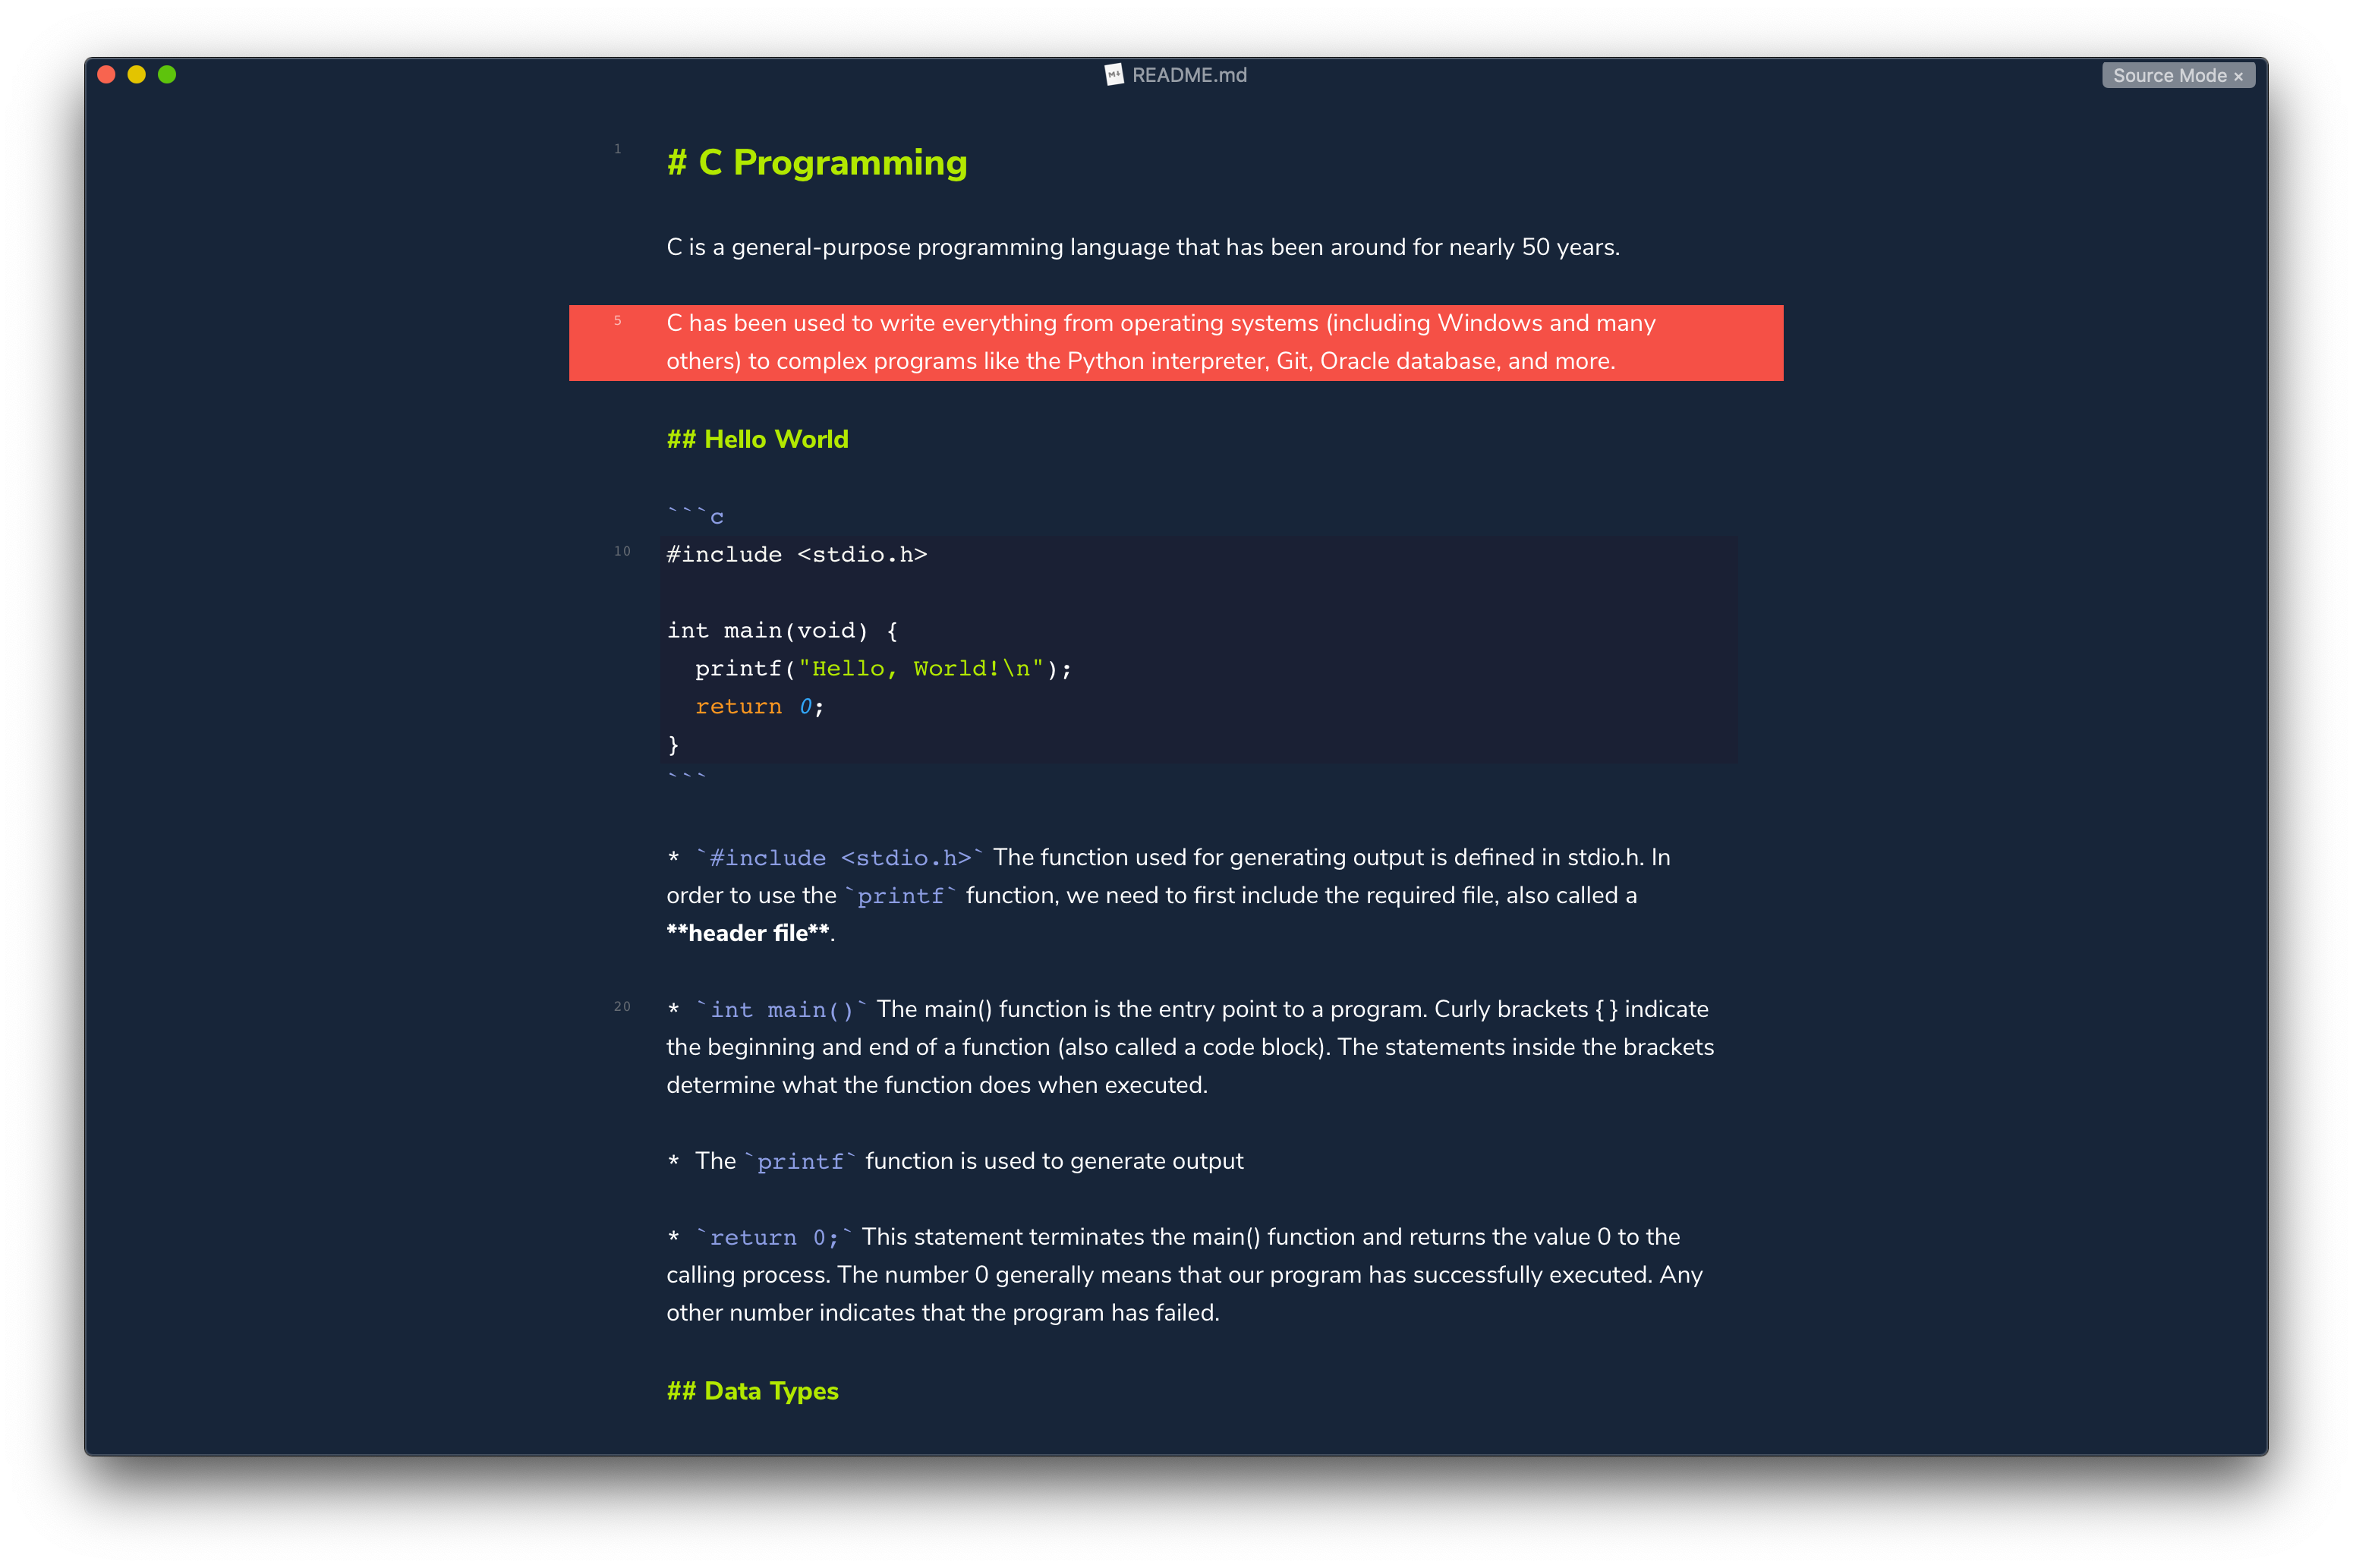 README.md
Source Mode ×
1
# C Programming
C is a general-purpose programming language that has been around for nearly 50 years.
5 C has been used to write everything from operating systems (including Windows and many
others) to complex programs like the Python interpreter, Git, Oracle database, and more.
## Hello World
```c
10 #include <stdio.h>
int main(void) {
  printf("Hello, World!\n");
  return 0;
}
```
* `#include <stdio.h>` The function used for generating output is defined in stdio.h. In
order to use the `printf` function, we need to first include the required file, also called a
**header file**.
20 * `int main()` The main() function is the entry point to a program. Curly brackets { } indicate
the beginning and end of a function (also called a code block). The statements inside the brackets
determine what the function does when executed.
* The `printf` function is used to generate output
* `return 0;` This statement terminates the main() function and returns the value 0 to the
calling process. The number 0 generally means that our program has successfully executed. Any
other number indicates that the program has failed.
## Data Types